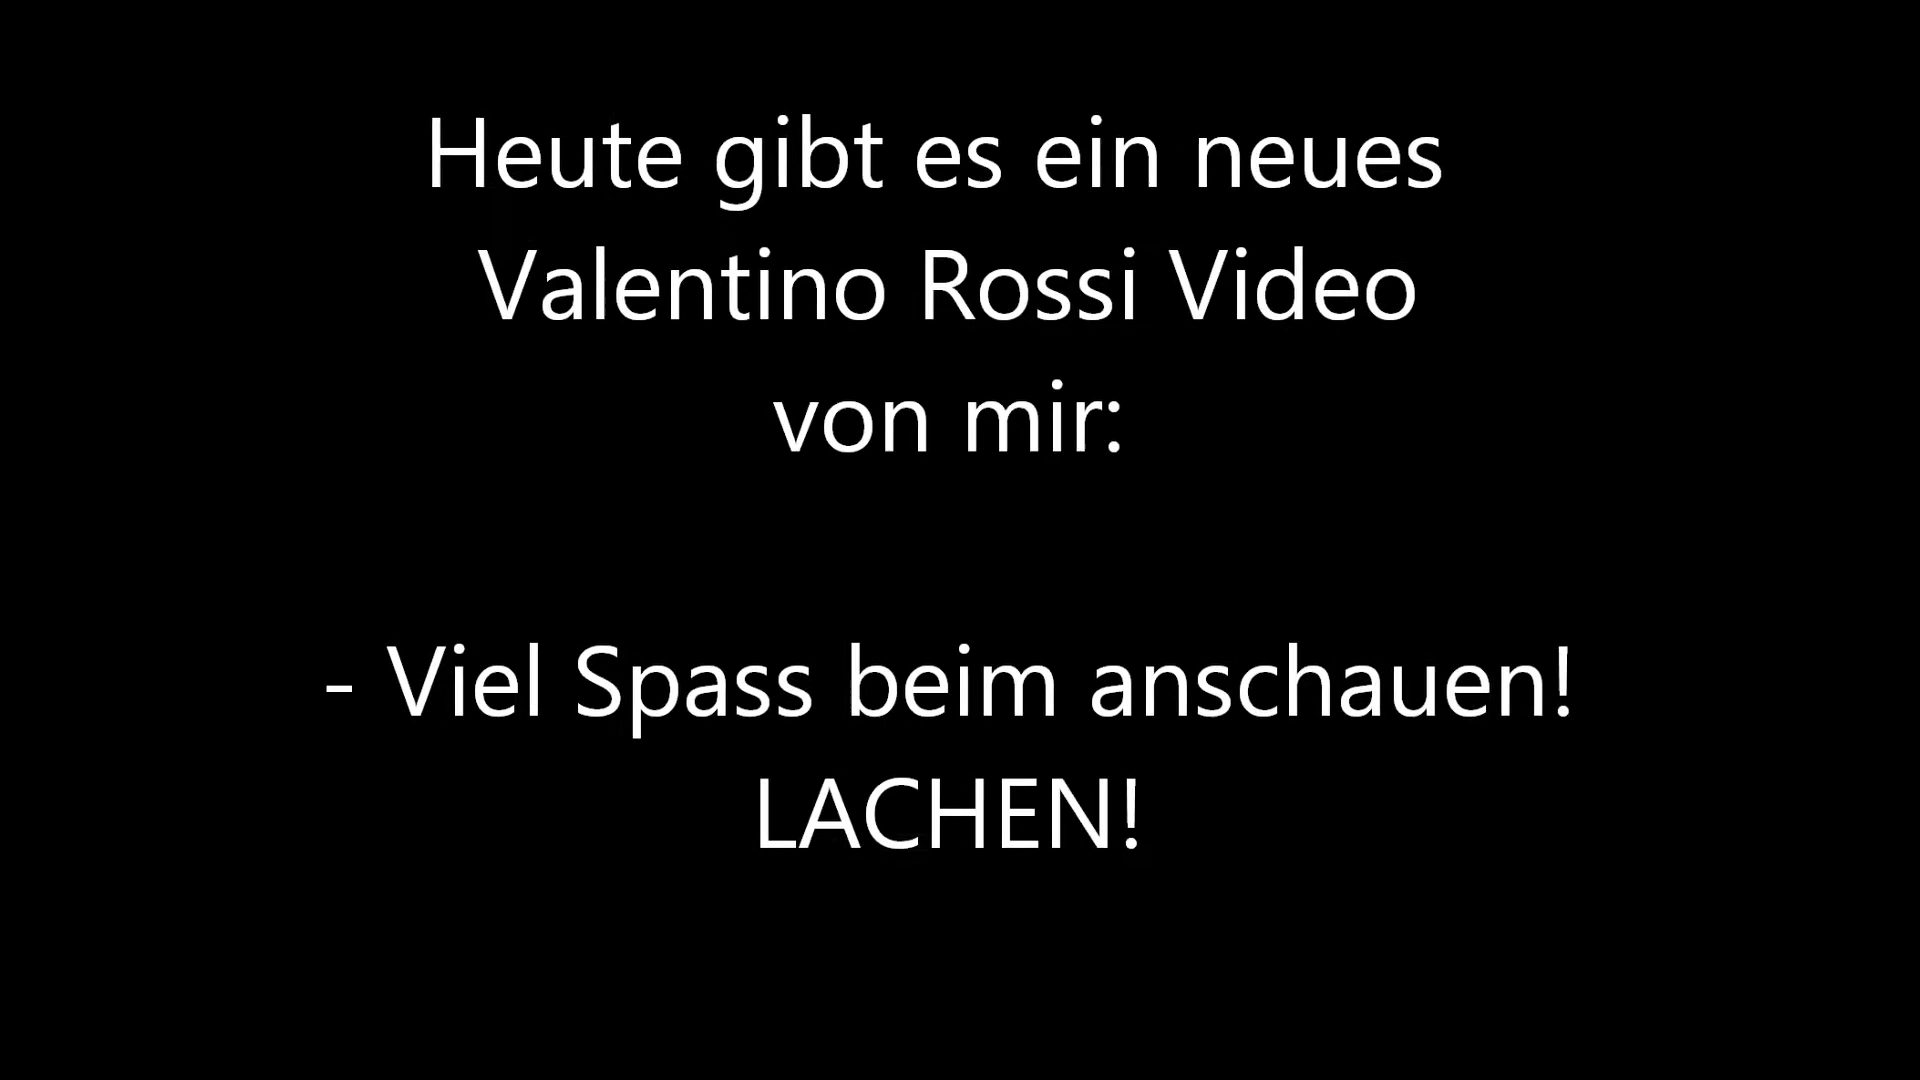 Heute gibt es ein neues
Valentino Rossi Video
von mir:
- Viel Spass beim anschauen!
LACHEN!